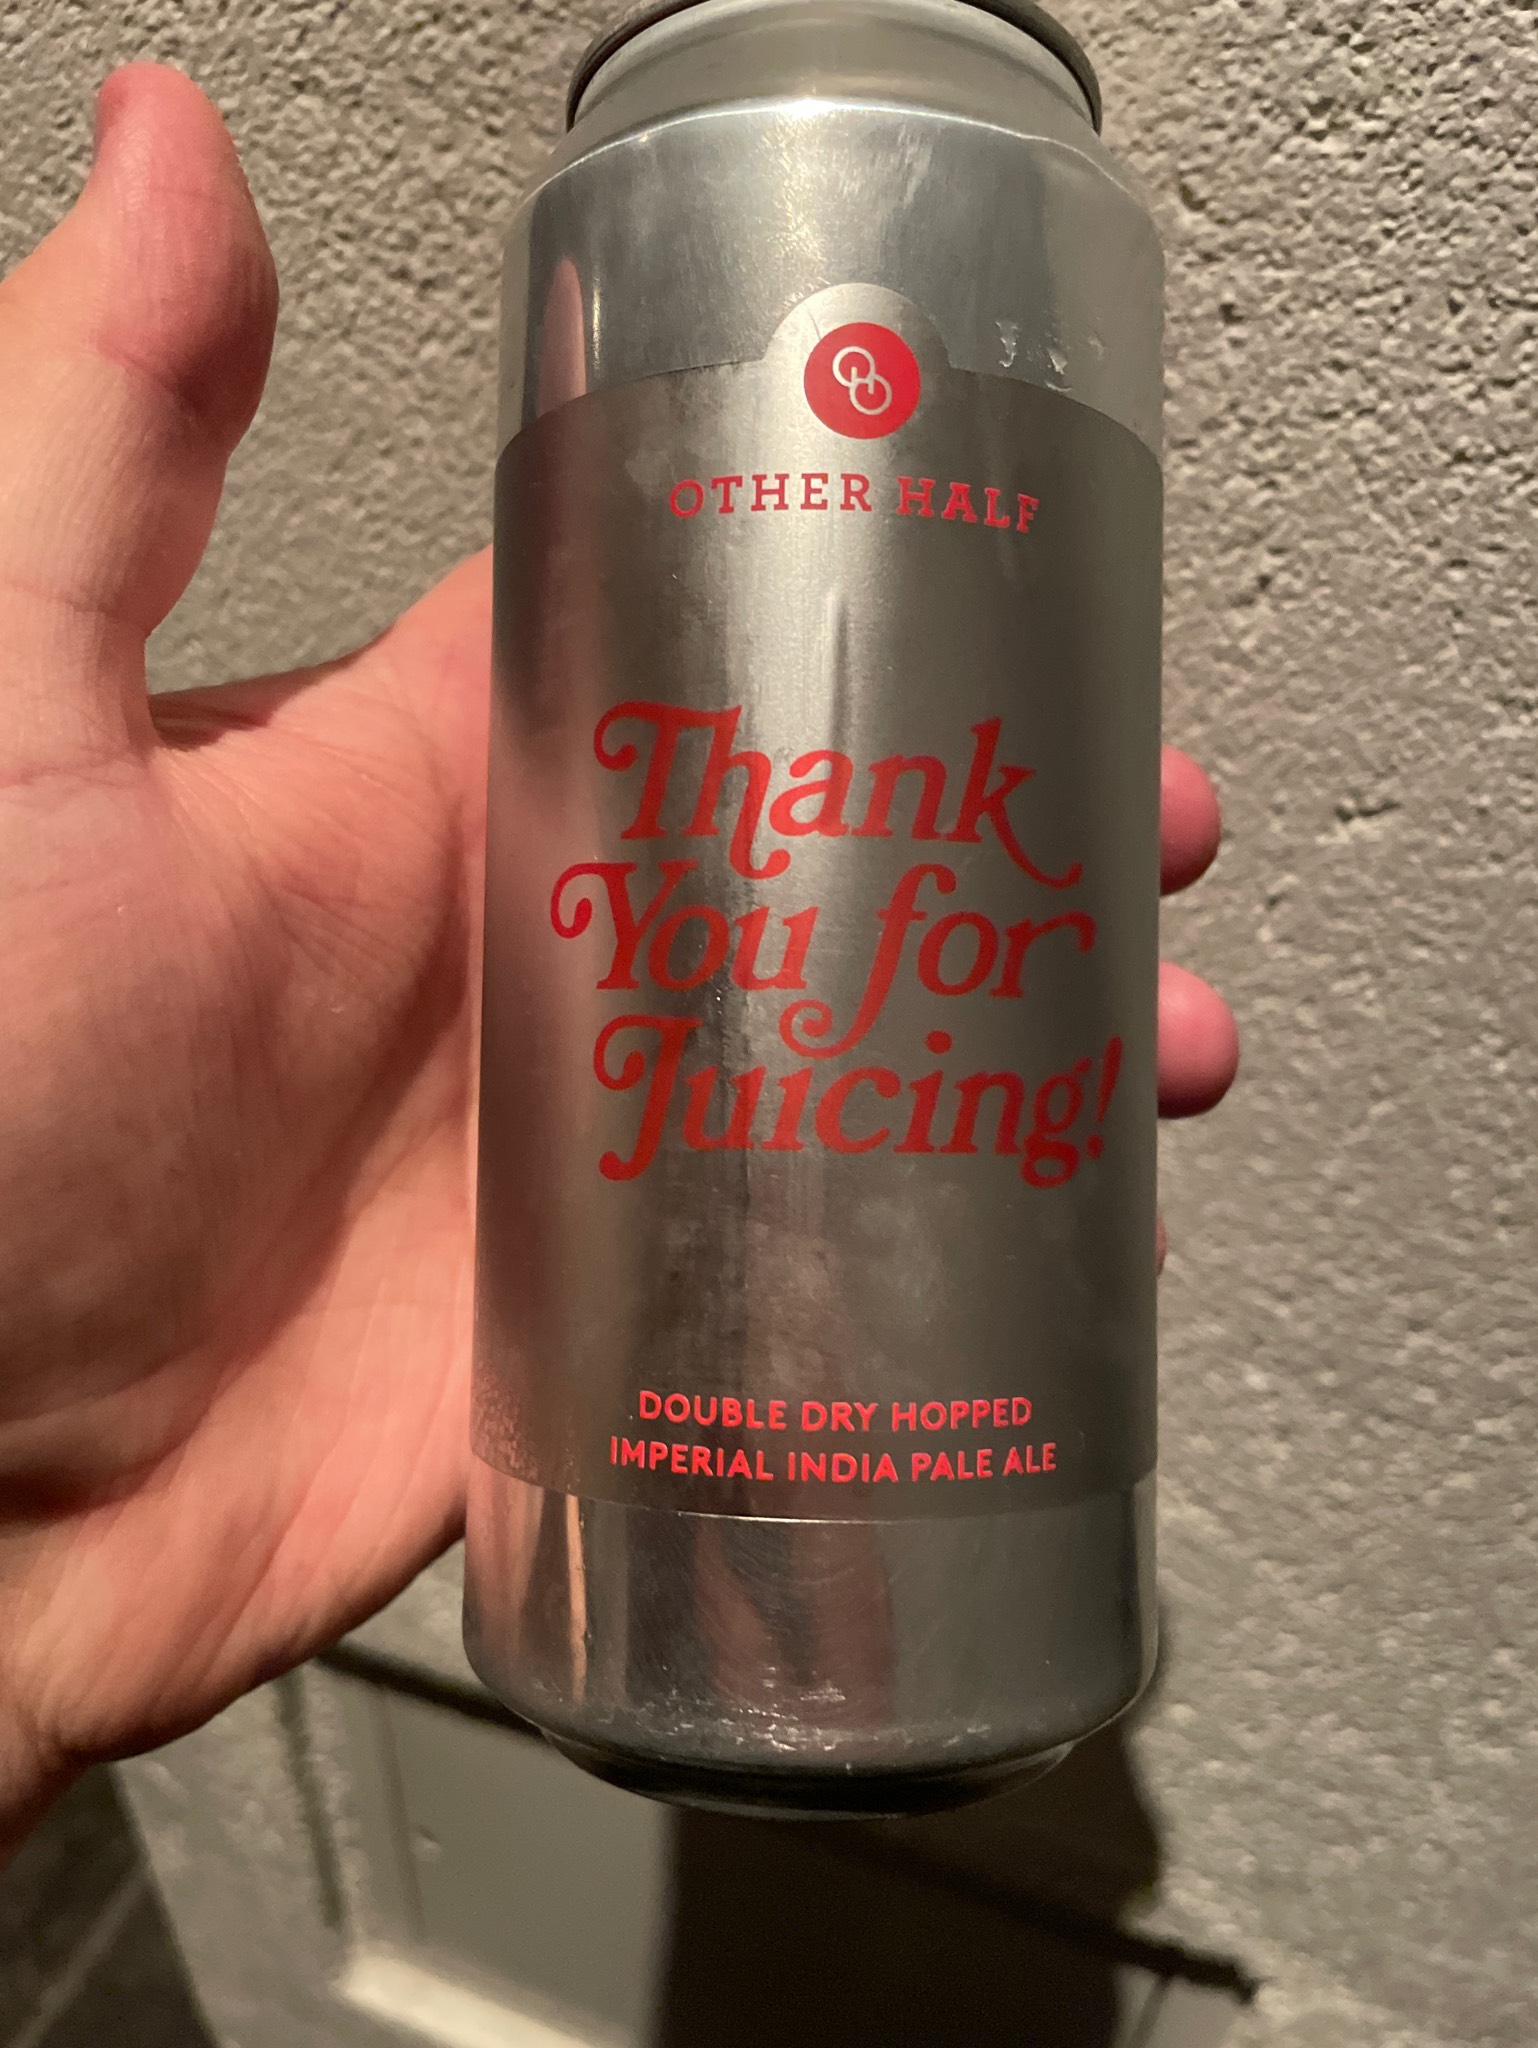 OTHER HALF
Thank
You for
Juicing!
DOUBLE DRY HOPPED
IMPERIAL INDIA PALE ALE